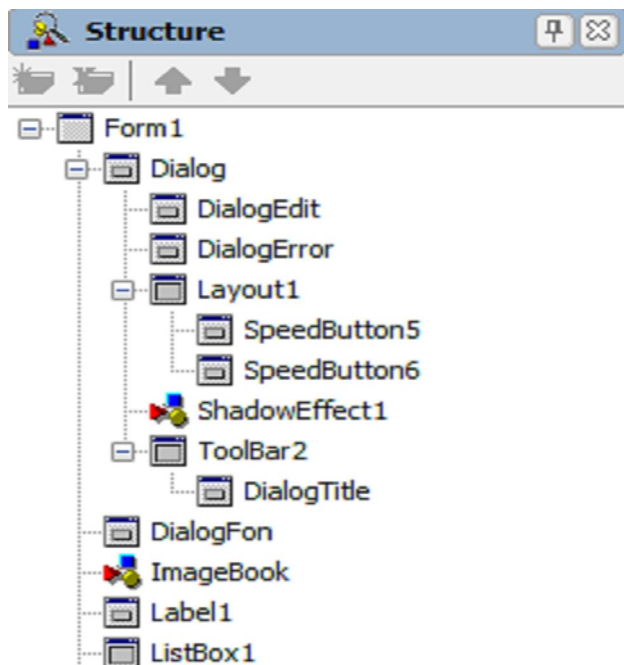 Structure
Form1
Dialog
DialogEdit
DialogError
Layout1
SpeedButton5
SpeedButton6
ShadowEffect1
ToolBar2
DialogTitle
DialogFon
ImageBook
Label1
ListBox1